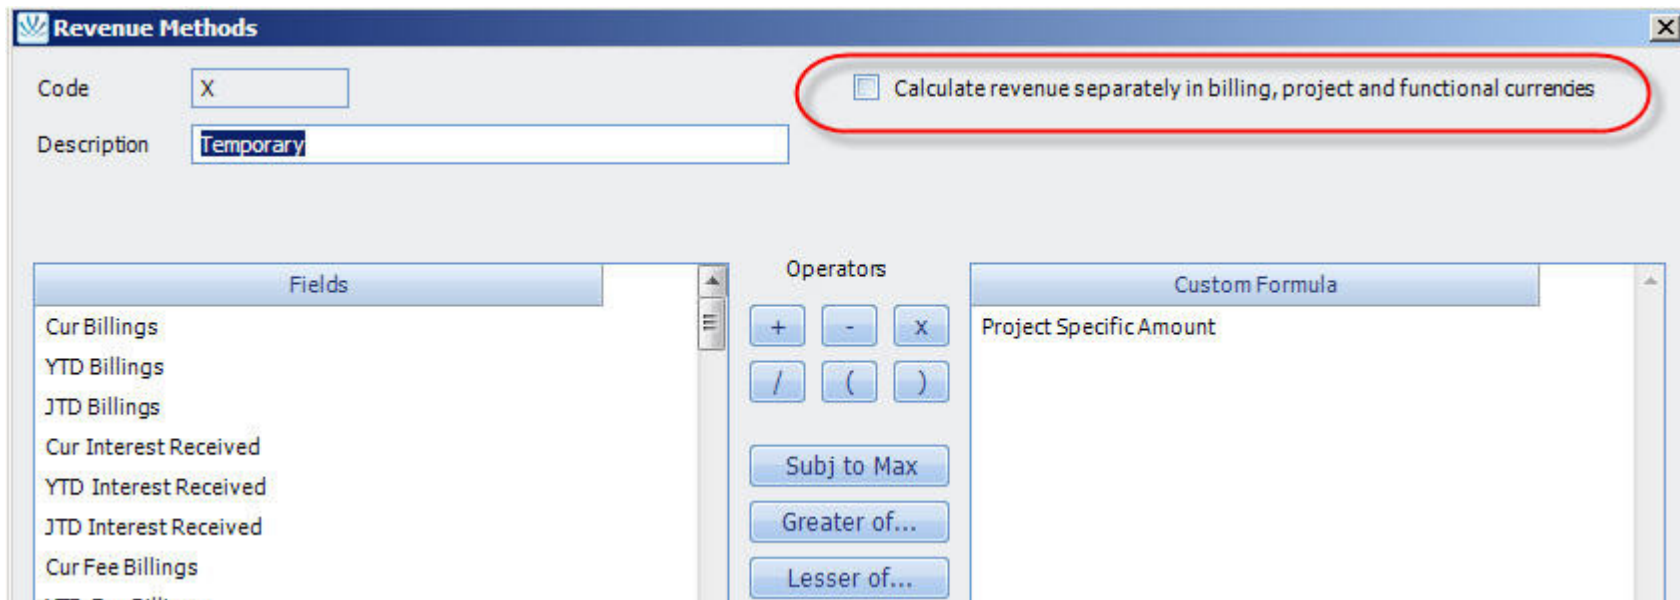 Revenue Methods
Code
X
Calculate revenue separately in billing, project and functional currencies
Description
Temporary
Fields
Cur Billings
YTD Billings
JTD Billings
Cur Interest Received
YTD Interest Received
JTD Interest Received
Cur Fee Billings
Operators
+ - x
/ ( )
Subj to Max
Greater of...
Lesser of...
Custom Formula
Project Specific Amount